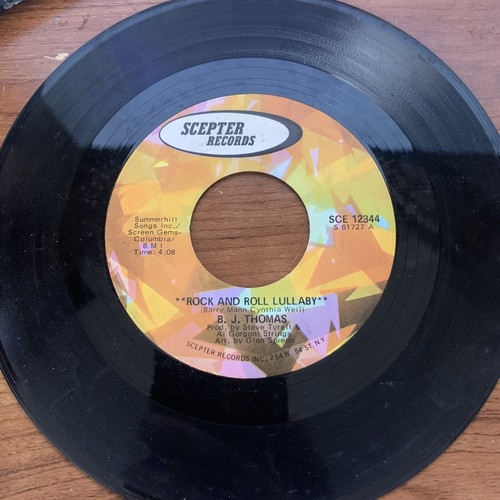 SCEPTER
RECORDS
Summerhill
Songs Inc./
Screen Gems-
Columbia/
BMI
Time: 4:08
SCE 12344
S 61727 A
**ROCK AND ROLL LULLABY**
(Barry Mann Cynthia Weil)
B. J. THOMAS
Prod. by Steve Tyrell &
Al Gorgoni Strings
Arr. by Glen Spreen
SCEPTER RECORDS INC., 254 W. 54 ST. N.Y.